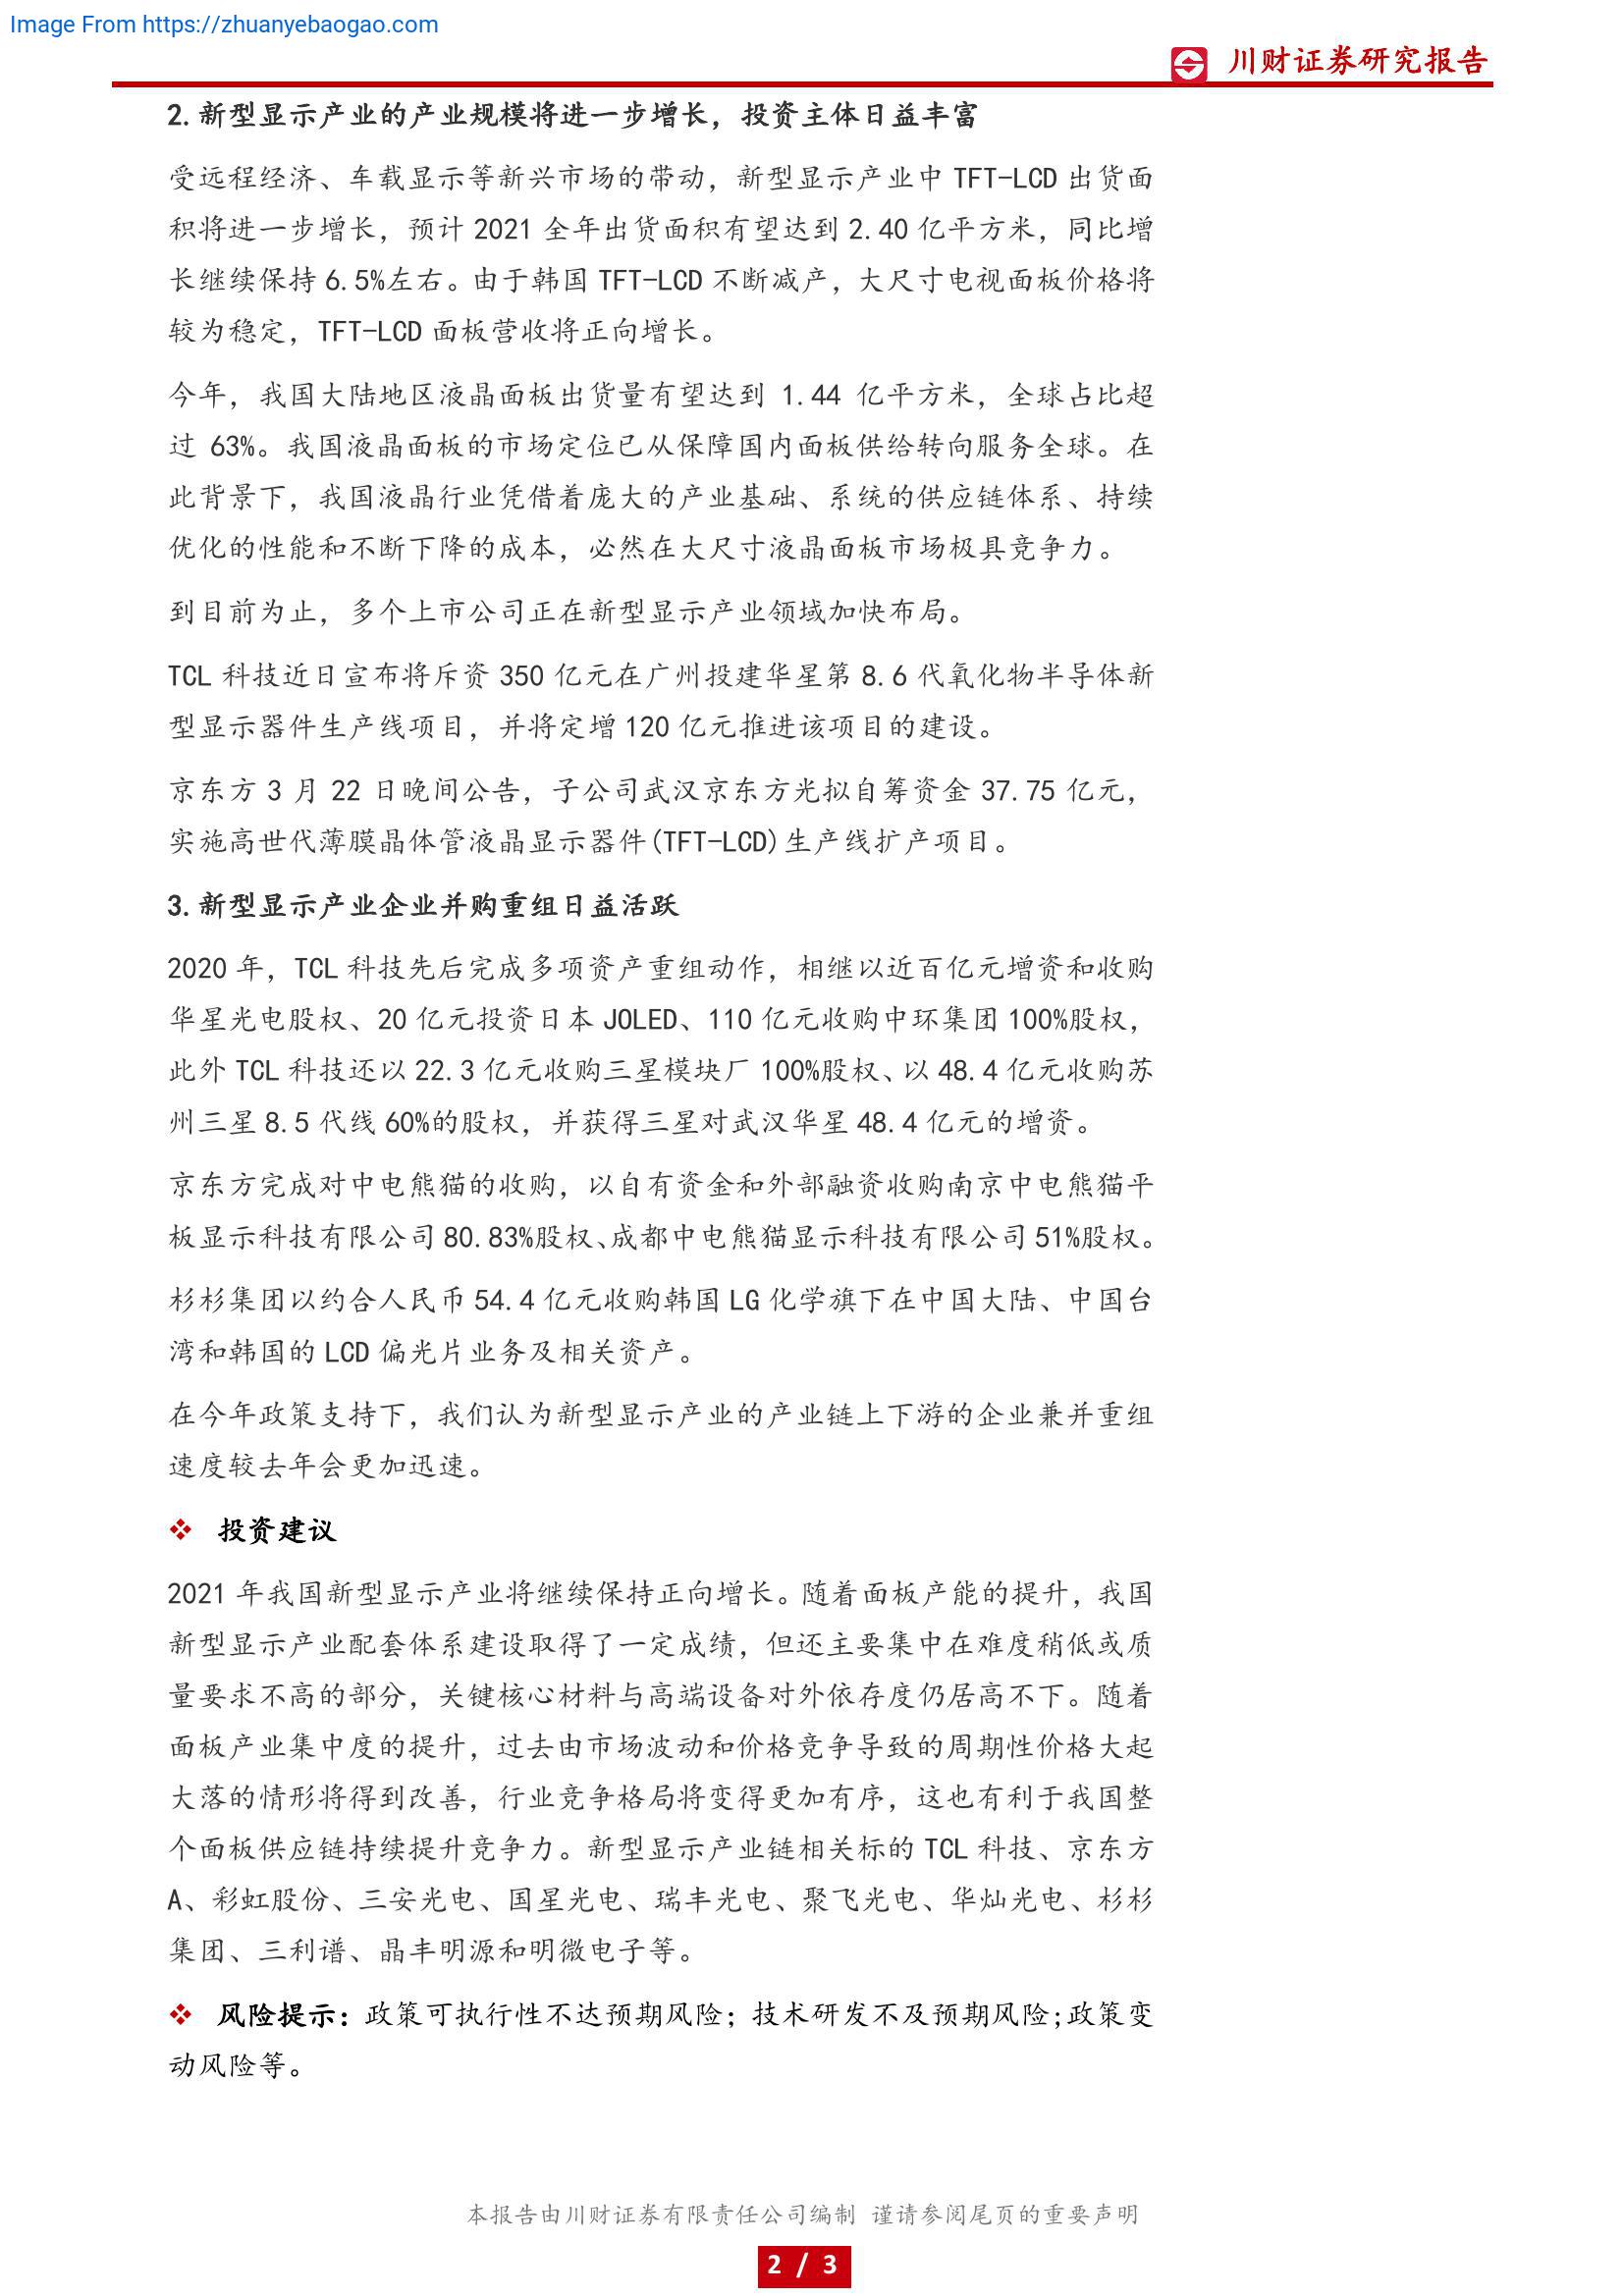 Image From https://zhuanyebaogao.com
川财证券研究报告
2.新型显示产业的产业规模将进一步增长，投资主体日益丰富
受远程经济、车载显示等新兴市场的带动，新型显示产业中 TFT-LCD 出货面
积将进一步增长，预计 2021 全年出货面积有望达到 2.40 亿平方米，同比增
长继续保持 6.5%左右。由于韩国 TFT-LCD 不断减产，大尺寸电视面板价格将
较为稳定，TFT-LCD 面板营收将正向增长。
今年，我国大陆地区液晶面板出货量有望达到 1.44 亿平方米，全球占比超
过 63%。我国液晶面板的市场定位已从保障国内面板供给转向服务全球。在
此背景下，我国液晶行业凭借着庞大的产业基础、系统的供应链体系、持续
优化的性能和不断下降的成本，必然在大尺寸液晶面板市场极具竞争力。
到目前为止，多个上市公司正在新型显示产业领域加快布局。
TCL 科技近日宣布将斥资 350 亿元在广州投建华星第 8.6 代氧化物半导体新
型显示器件生产线项目，并将定增 120 亿元推进该项目的建设。
京东方 3 月 22 日晚间公告，子公司武汉京东方光拟自筹资金 37.75 亿元，
实施高世代薄膜晶体管液晶显示器件(TFT-LCD)生产线扩产项目。
3.新型显示产业企业并购重组日益活跃
2020 年，TCL 科技先后完成多项资产重组动作，相继以近百亿元增资和收购
华星光电股权、20 亿元投资日本 JOLED、110 亿元收购中环集团 100%股权，
此外 TCL 科技还以 22.3 亿元收购三星模块厂 100%股权、以 48.4 亿元收购苏
州三星 8.5 代线 60%的股权，并获得三星对武汉华星 48.4 亿元的增资。
京东方完成对中电熊猫的收购，以自有资金和外部融资收购南京中电熊猫平
板显示科技有限公司 80.83%股权、成都中电熊猫显示科技有限公司 51%股权。
杉杉集团以约合人民币 54.4 亿元收购韩国 LG 化学旗下在中国大陆、中国台
湾和韩国的 LCD 偏光片业务及相关资产。
在今年政策支持下，我们认为新型显示产业的产业链上下游的企业兼并重组
速度较去年会更加迅速。
❖ 投资建议
2021 年我国新型显示产业将继续保持正向增长。随着面板产能的提升，我国
新型显示产业配套体系建设取得了一定成绩，但还主要集中在难度稍低或质
量要求不高的部分，关键核心材料与高端设备对外依存度仍居高不下。随着
面板产业集中度的提升，过去由市场波动和价格竞争导致的周期性价格大起
大落的情形将得到改善，行业竞争格局将变得更加有序，这也有利于我国整
个面板供应链持续提升竞争力。新型显示产业链相关标的 TCL 科技、京东方
A、彩虹股份、三安光电、国星光电、瑞丰光电、聚飞光电、华灿光电、杉杉
集团、三利谱、晶丰明源和明微电子等。
❖ 风险提示：政策可执行性不达预期风险；技术研发不及预期风险;政策变
动风险等。
本报告由川财证券有限责任公司编制 谨请参阅尾页的重要声明
2 / 3